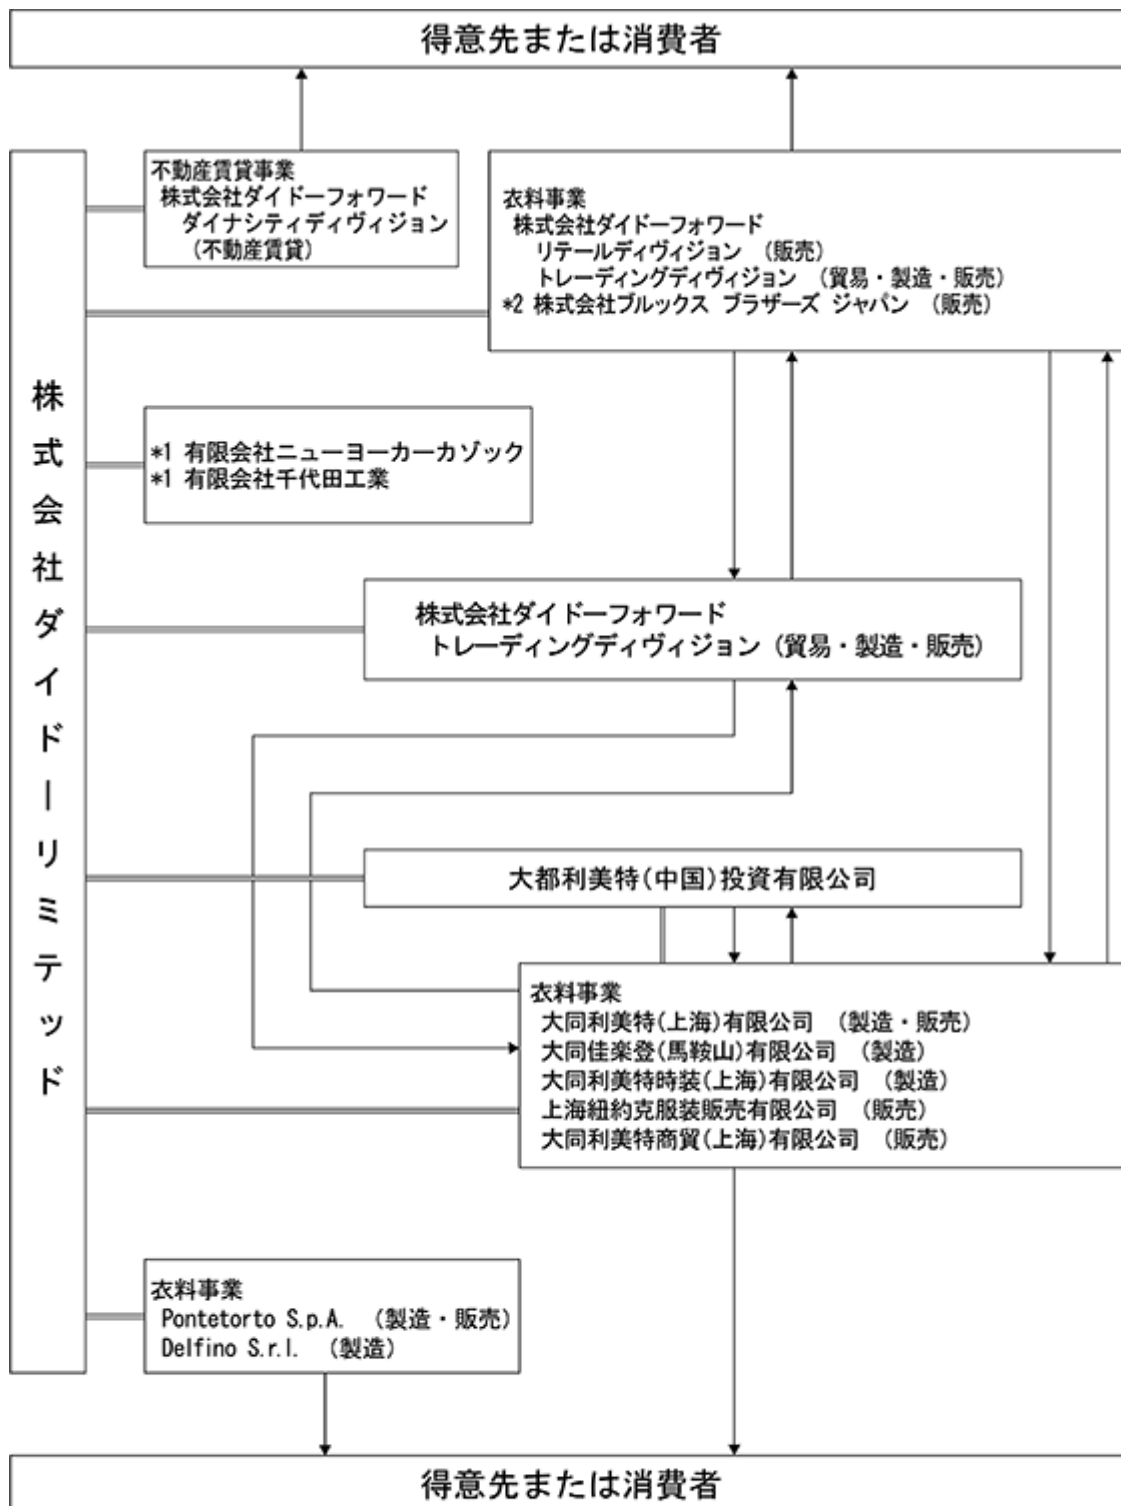 得意先または消費者
不動産賃貸事業
株式会社ダイドーフォワード
ダイナシティディヴィジョン
(不動産賃貸)
衣料事業
株式会社ダイドーフォワード
リテールディヴィジョン (販売)
トレーディングディヴィジョン (貿易・製造・販売)
*2 株式会社ブルックス ブラザーズ ジャパン (販売)
株式会社ダイドーリミテッド
*1 有限会社ニューヨーカーカゾック
*1 有限会社千代田工業
株式会社ダイドーフォワード
トレーディングディヴィジョン (貿易・製造・販売)
大都利美特(中国)投資有限公司
衣料事業
大同利美特(上海)有限公司 (製造・販売)
大同佳楽登(馬鞍山)有限公司 (製造)
大同利美特時装(上海)有限公司 (製造)
上海紐約克服装販売有限公司 (販売)
大同利美特商貿(上海)有限公司 (販売)
衣料事業
Pontetorto S.p.A. (製造・販売)
Delfino S.r.l. (製造)
得意先または消費者